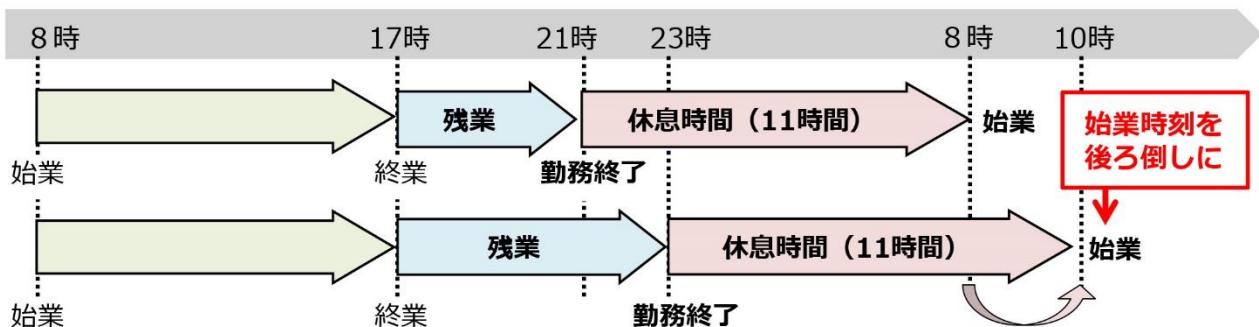 8時 17時 21時 23時 8時 10時
残業 休息時間（11時間） 始業
始業時刻を
後ろ倒しに
始業 終業 勤務終了
残業 休息時間（11時間） 始業
始業 終業 勤務終了